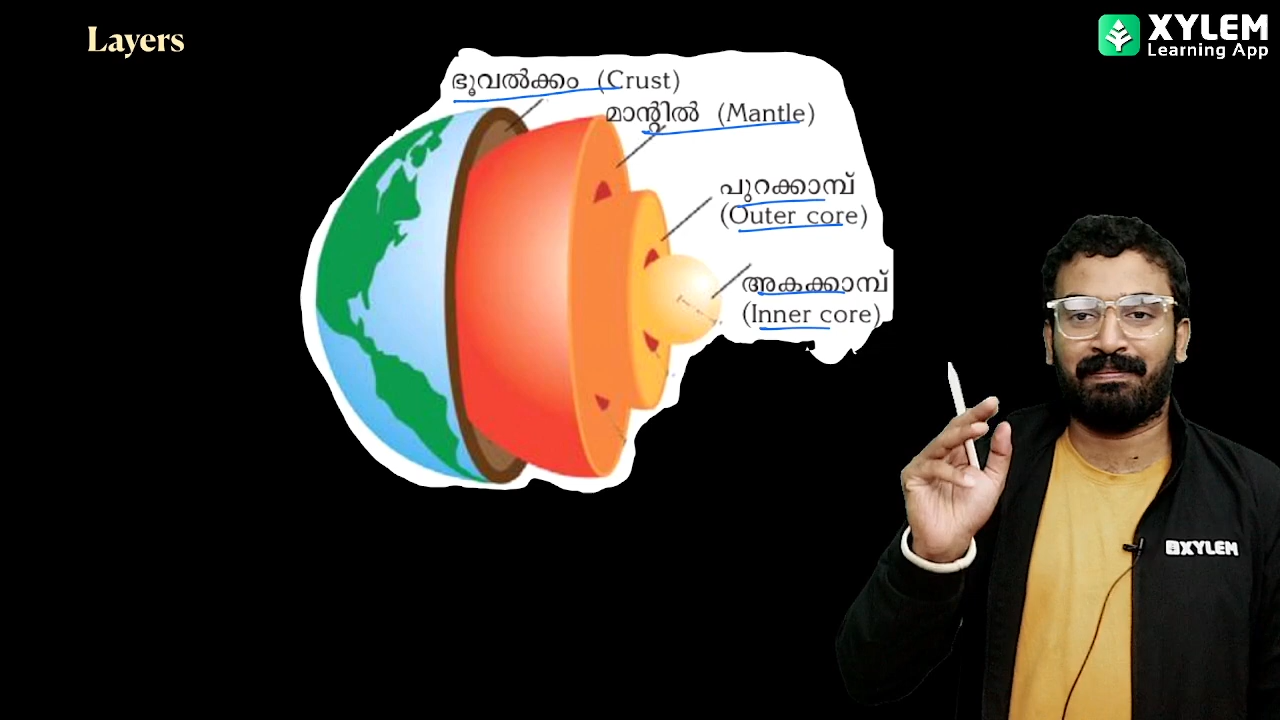 Layers
XYLEM
Learning App
ഭൂവൽക്കം (Crust)
മാന്റിൽ (Mantle)
പുറക്കാമ്പ്
(Outer core)
അകക്കാമ്പ്
(Inner core)
XYLEM